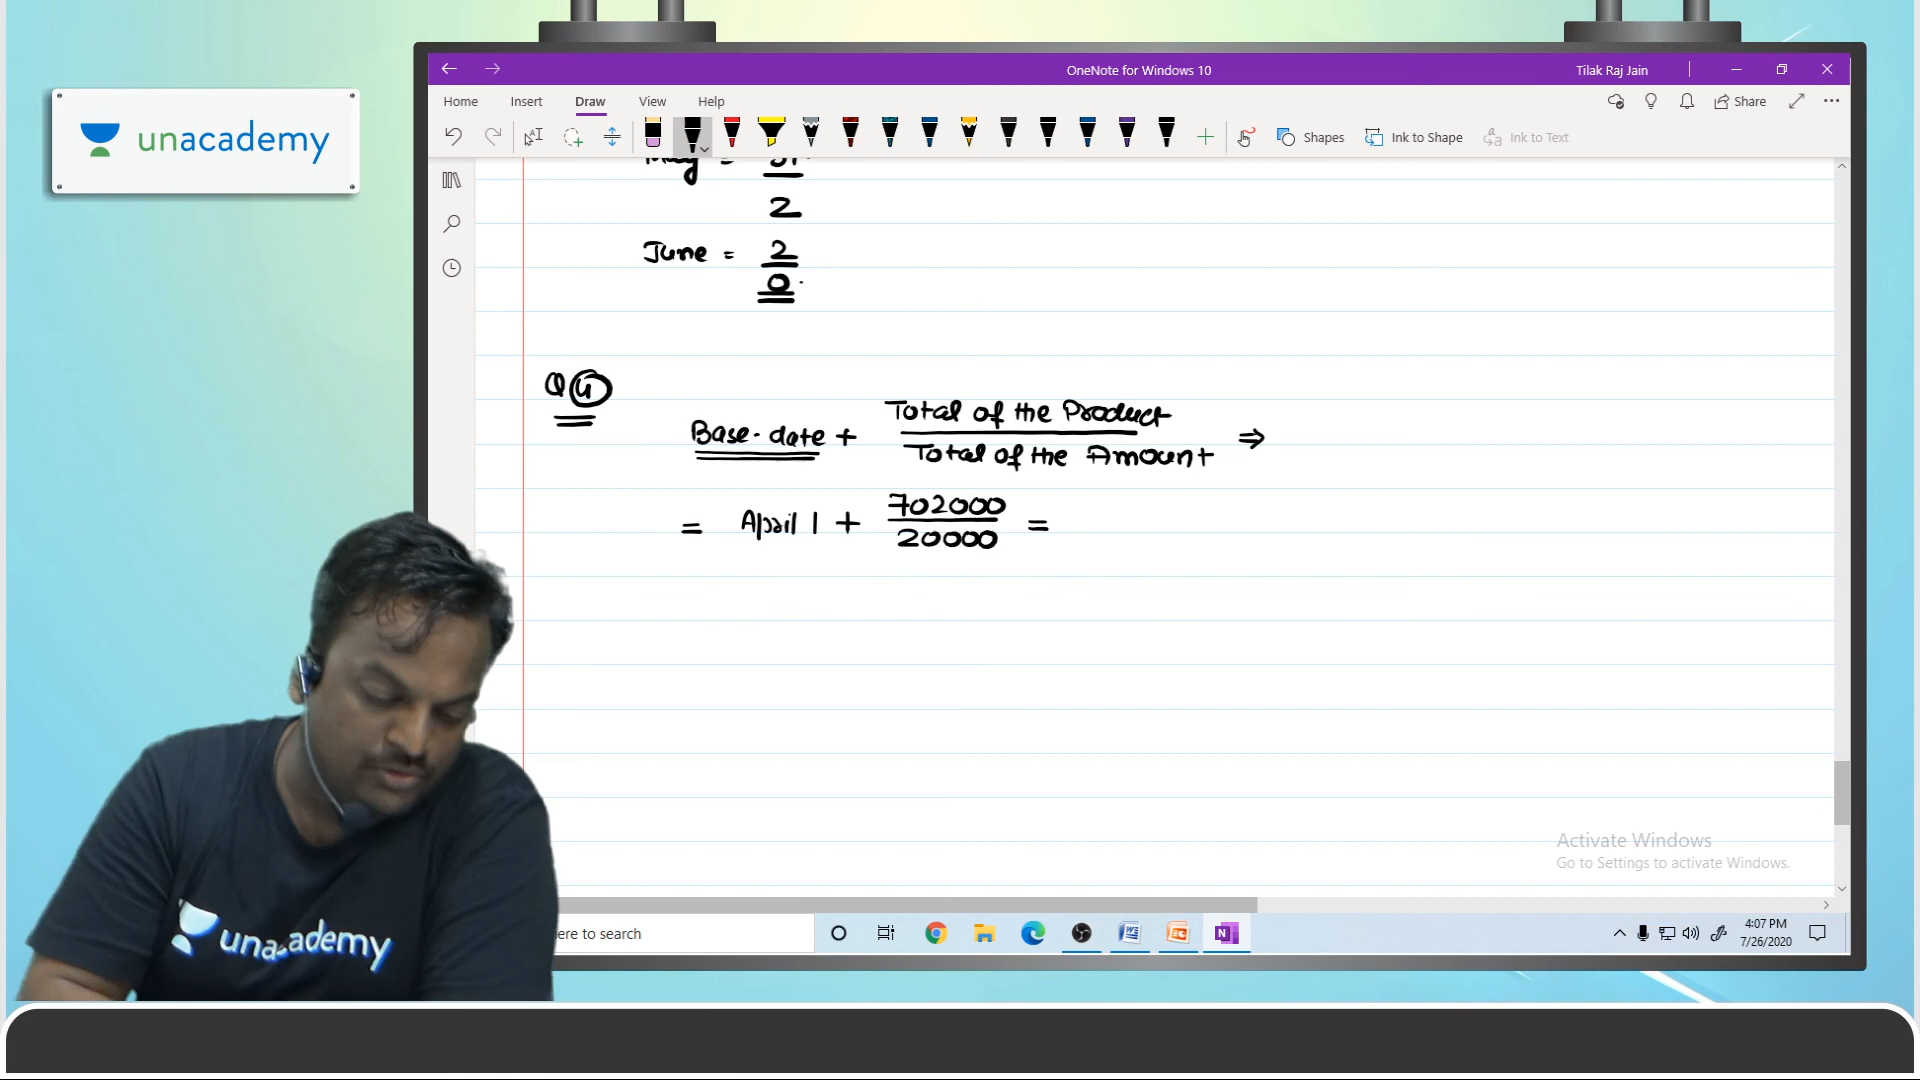 unacademy
OneNote for Windows 10
Tilak Raj Jain
Home Insert Draw View Help
Share
Shapes Ink to Shape Ink to Text
May =
2
June = 2
0
Q 4
Base-date + Total of the Product ⇒
Total of the Amount
= April 1 + 702000 =
20000
unacademy
Activate Windows
Go to Settings to activate Windows.
ere to search
4:07 PM
7/26/2020